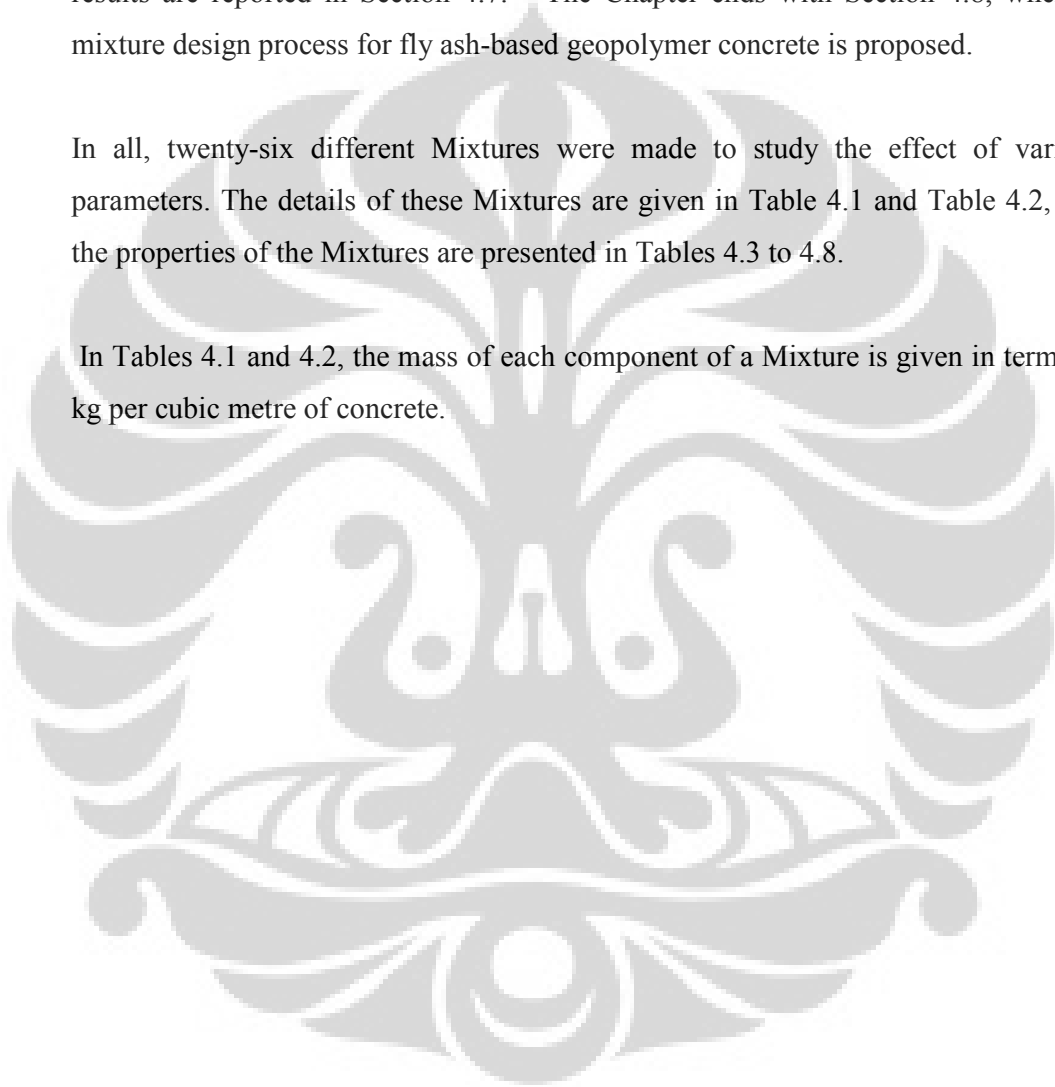 results are reported in Section 4.7. The Chapter ends with Section 4.8,
mixture design process for fly ash-based geopolymer concrete is proposed.
In all, twenty-six different Mixtures were made to study the effect of
parameters. The details of these Mixtures are given in Table 4.1 and Table 4.2,
the properties of the Mixtures are presented in Tables 4.3 to 4.8.
In Tables 4.1 and 4.2, the mass of each component of a Mixture is given in
kg per cubic metre of concrete.